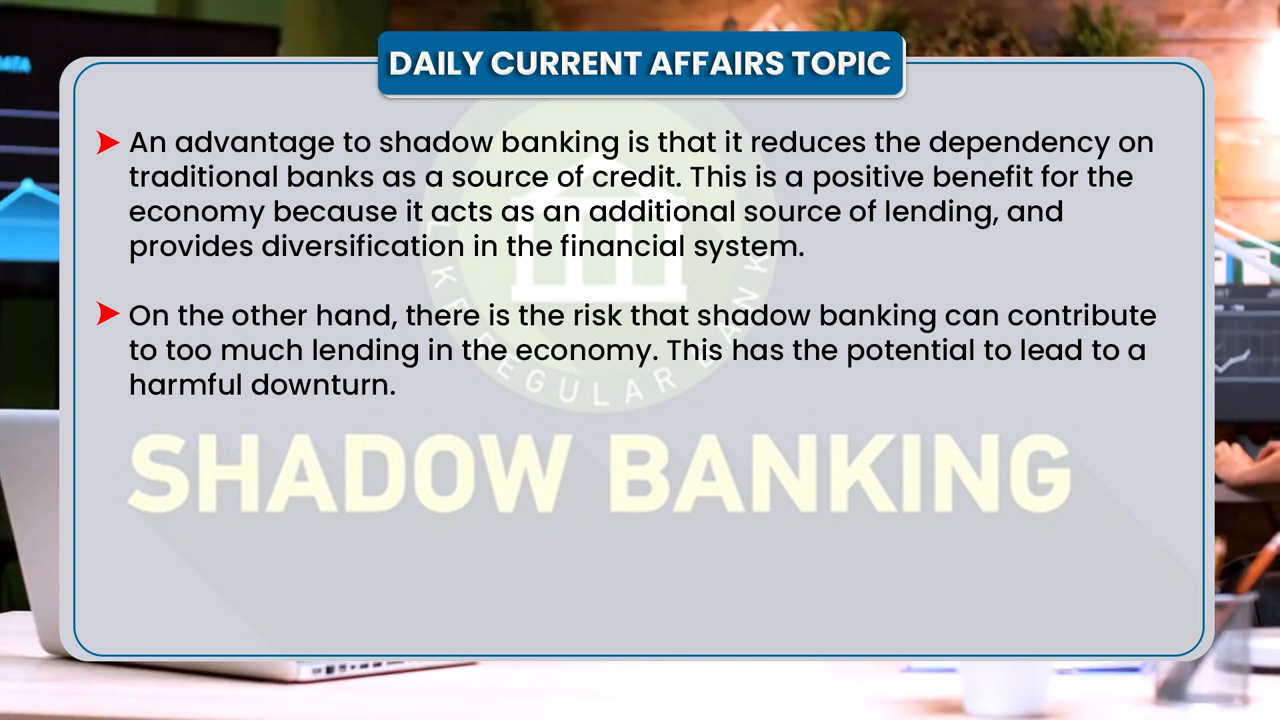 DAILY CURRENT AFFAIRS TOPIC
An advantage to shadow banking is that it reduces the dependency on
traditional banks as a source of credit. This is a positive benefit for the
economy because it acts as an additional source of lending, and
provides diversification in the financial system.
On the other hand, there is the risk that shadow banking can contribute
to too much lending in the economy. This has the potential to lead to a
harmful downturn.
REGULAR
SHADOW BANKING